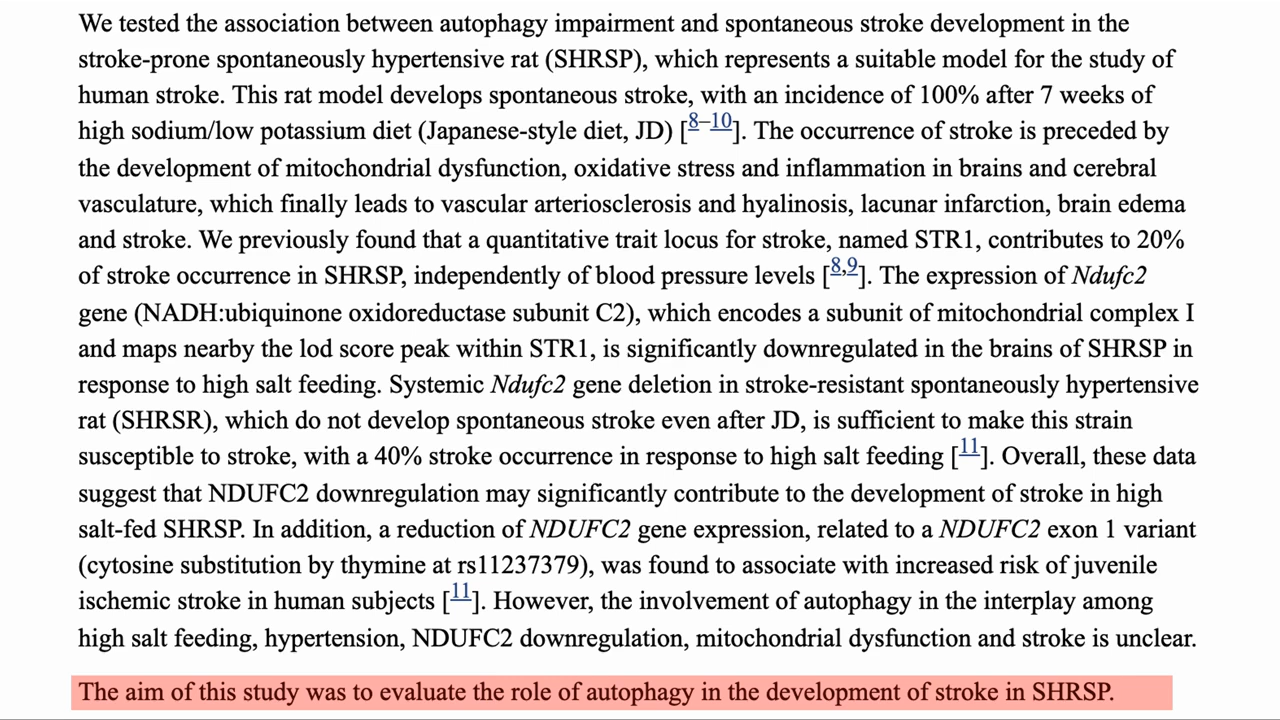 We tested the association between autophagy impairment and spontaneous stroke development in the
stroke-prone spontaneously hypertensive rat (SHRSP), which represents a suitable model for the study of
human stroke. This rat model develops spontaneous stroke, with an incidence of 100% after 7 weeks of
high sodium/low potassium diet (Japanese-style diet, JD) [8–10]. The occurrence of stroke is preceded by
the development of mitochondrial dysfunction, oxidative stress and inflammation in brains and cerebral
vasculature, which finally leads to vascular arteriosclerosis and hyalinosis, lacunar infarction, brain edema
and stroke. We previously found that a quantitative trait locus for stroke, named STR1, contributes to 20%
of stroke occurrence in SHRSP, independently of blood pressure levels [8,9]. The expression of Ndufc2
gene (NADH:ubiquinone oxidoreductase subunit C2), which encodes a subunit of mitochondrial complex I
and maps nearby the lod score peak within STR1, is significantly downregulated in the brains of SHRSP in
response to high salt feeding. Systemic Ndufc2 gene deletion in stroke-resistant spontaneously hypertensive
rat (SHRSR), which do not develop spontaneous stroke even after JD, is sufficient to make this strain
susceptible to stroke, with a 40% stroke occurrence in response to high salt feeding [11]. Overall, these data
suggest that NDUFC2 downregulation may significantly contribute to the development of stroke in high
salt-fed SHRSP. In addition, a reduction of NDUFC2 gene expression, related to a NDUFC2 exon 1 variant
(cytosine substitution by thymine at rs11237379), was found to associate with increased risk of juvenile
ischemic stroke in human subjects [11]. However, the involvement of autophagy in the interplay among
high salt feeding, hypertension, NDUFC2 downregulation, mitochondrial dysfunction and stroke is unclear.
The aim of this study was to evaluate the role of autophagy in the development of stroke in SHRSP.